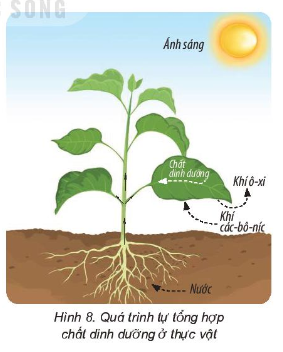 SONG
Ánh sáng
Chất
dinh dưỡng
Khí ô-xi
Khí
các-bô-níc
Nước
Hình 8. Quá trình tự tổng hợp
chất dinh dưỡng ở thực vật